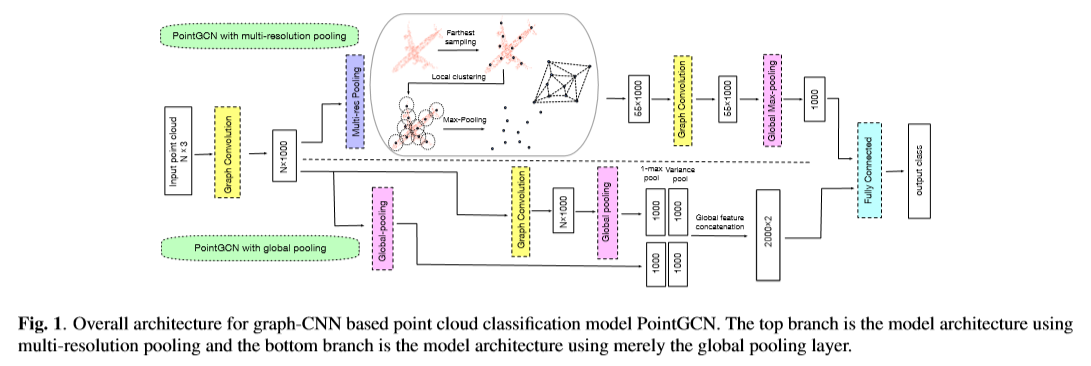 PointGCN with multi-resolution pooling
Input point cloud
N×3
Graph Convolution
N×1000
Multi-res Pooling
Farthest
sampling
Local clustering
Max-Pooling
55×1000
Graph Convolution
55×1000
Global Max-pooling
1000
PointGCN with global pooling
Global-pooling
Graph Convolution
N×1000
Global pooling
1-max Variance
pool pool
1000 1000
1000 1000
Global feature
concatenation
2000×2
Fully Connected
output class
Fig. 1. Overall architecture for graph-CNN based point cloud classification model PointGCN. The top branch is the model architecture using
multi-resolution pooling and the bottom branch is the model architecture using merely the global pooling layer.